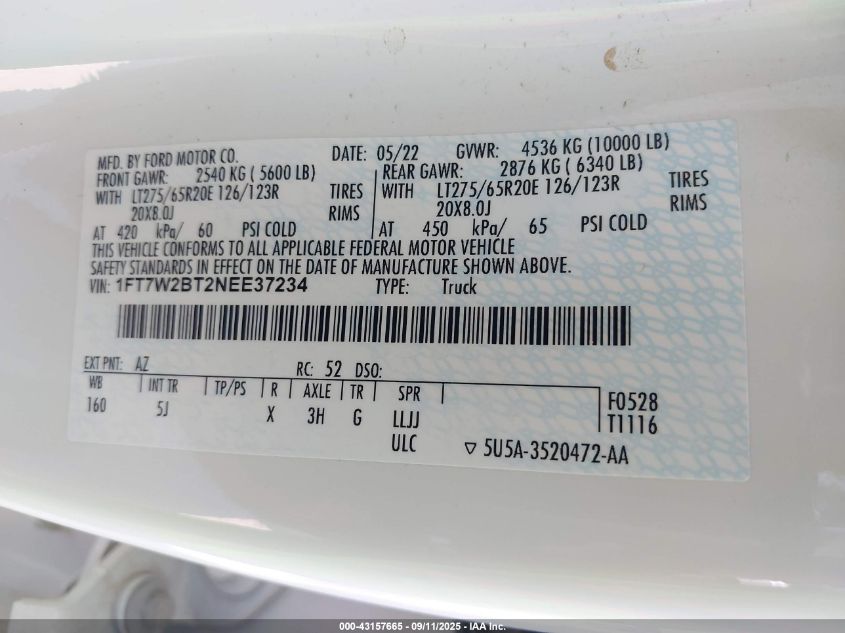 MFD. BY FORD MOTOR CO. DATE: 05/22 GVWR: 4536 KG (10000 LB)
FRONT GAWR: 2540 KG ( 5600 LB) REAR GAWR: 2876 KG ( 6340 LB)
WITH LT275/65R20E 126/123R TIRES WITH LT275/65R20E 126/123R TIRES
20X8.0J RIMS 20X8.0J RIMS
AT 420 kPa/ 60 PSI COLD AT 450 kPa/ 65 PSI COLD
THIS VEHICLE CONFORMS TO ALL APPLICABLE FEDERAL MOTOR VEHICLE
SAFETY STANDARDS IN EFFECT ON THE DATE OF MANUFACTURE SHOWN ABOVE.
VIN: 1FT7W2BT2NEE37234 TYPE: Truck
EXT PNT: AZ RC: 52 DSO:
WB INT TR TP/PS R AXLE TR SPR F0528
160 5J X 3H G LLJJ T1116
ULC ▽ 5U5A-3520472-AA
000-43157665 - 09/11/2025 - IAA Inc.